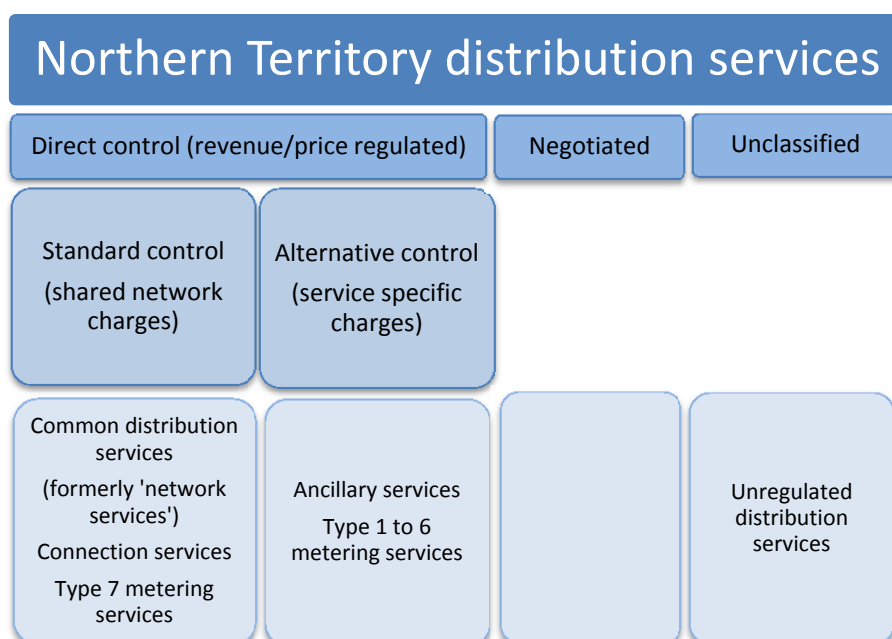 Northern Territory distribution services
Direct control (revenue/price regulated)
Negotiated
Unclassified
Standard control
(shared network
charges)
Alternative control
(service specific
charges)
Common distribution
services
(formerly 'network
services')
Connection services
Type 7 metering
services
Ancillary services
Type 1 to 6
metering services
Unregulated
distribution
services